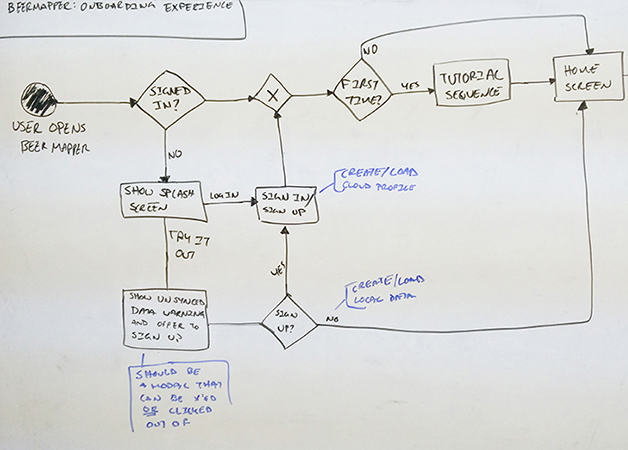 BEERMAPPER: ONBOARDING EXPERIENCE
SIGNED
IN?
X
NO
FIRST
TIME?
YES
TUTORIAL
SEQUENCE
HOME
SCREEN
USER OPENS
BEER MAPPER
NO
SHOW SPLASH
SCREEN
LOGIN
SIGN IN/
SIGN UP
CREATE/LOAD
CLOUD PROFILE
TRY IT
OUT
YES
SHOW UNSYNCED
DATA WARNING
AND OFFER TO
SIGN UP
SIGN
UP?
NO
CREATE/LOAD
LOCAL DATA
SHOULD BE
A MODAL THAT
CAN BE X'ED
OR CLICKED
OUT OF